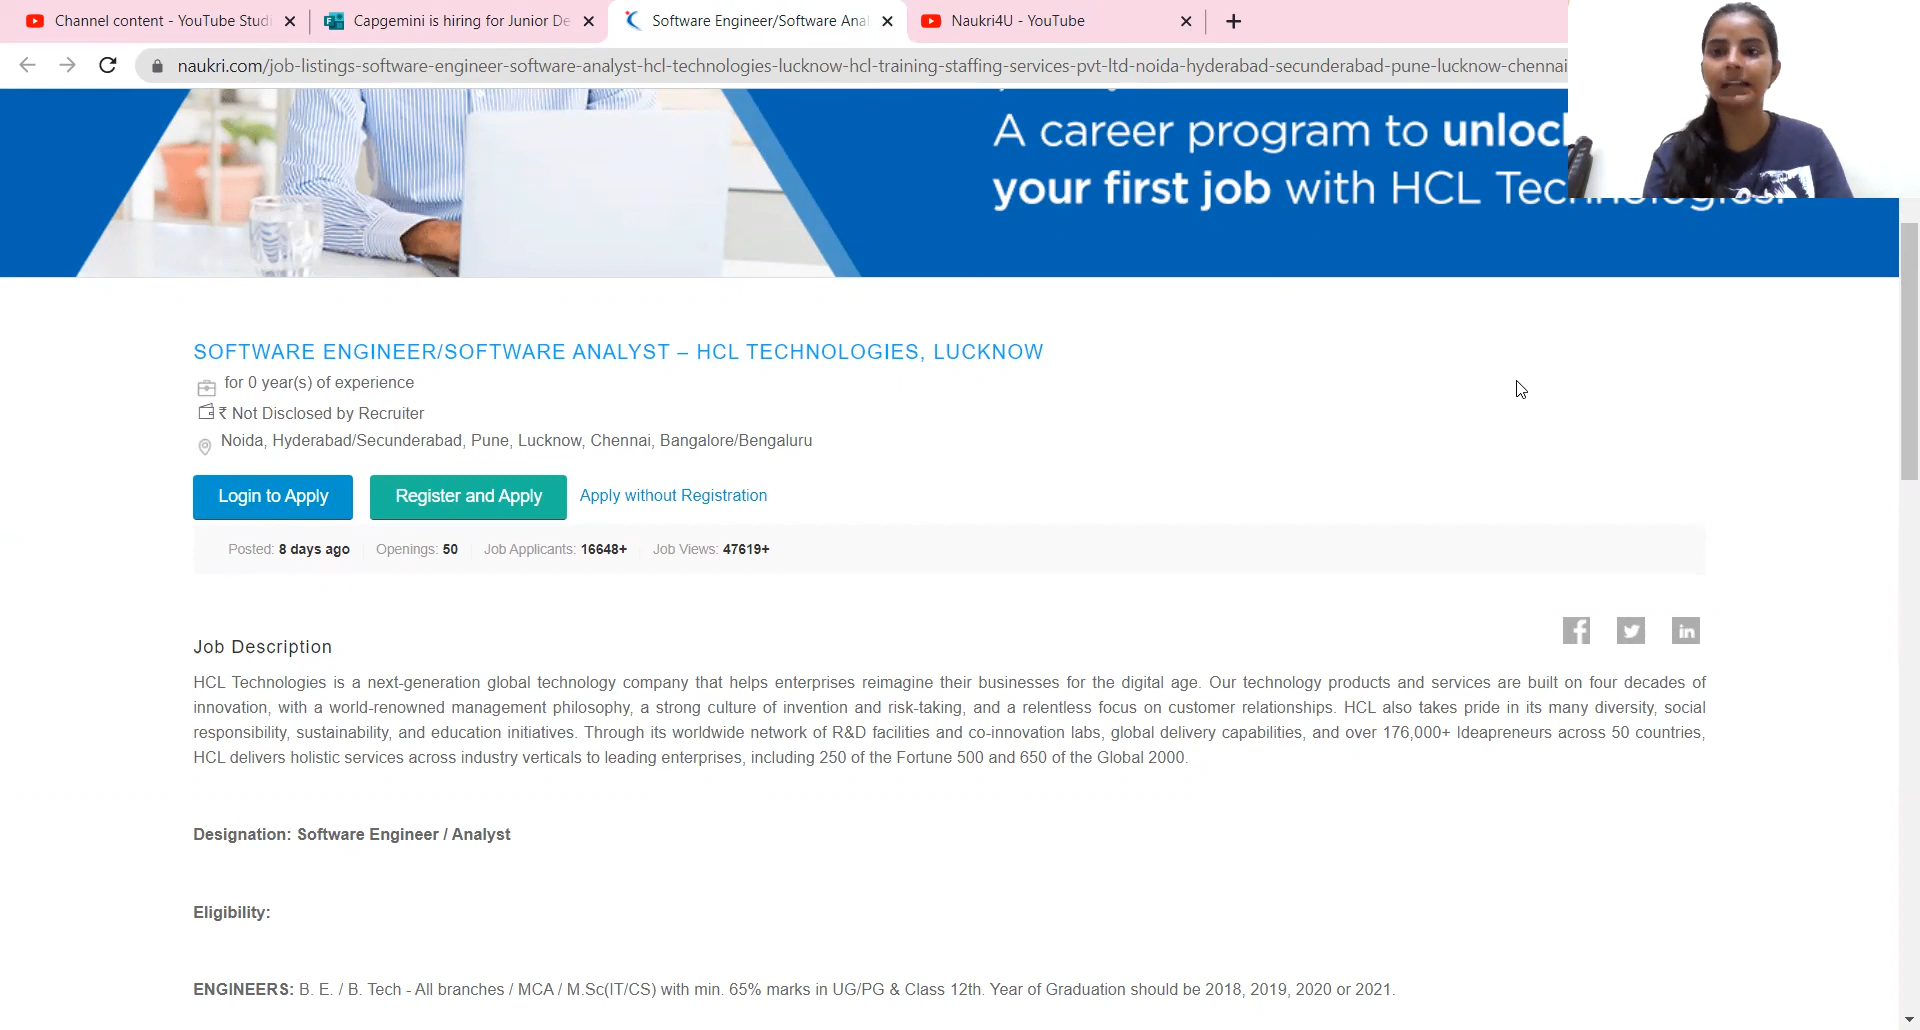 Channel content - YouTube Studi
Capgemini is hiring for Junior De
Software Engineer/Software Anal
Naukri4U - YouTube
naukri.com/job-listings-software-engineer-software-analyst-hcl-technologies-lucknow-hcl-training-staffing-services-pvt-ltd-noida-hyderabad-secunderabad-pune-lucknow-chennai
A career program to unlock
your first job with HCL Technologies.
SOFTWARE ENGINEER/SOFTWARE ANALYST – HCL TECHNOLOGIES, LUCKNOW
for 0 year(s) of experience
₹ Not Disclosed by Recruiter
Noida, Hyderabad/Secunderabad, Pune, Lucknow, Chennai, Bangalore/Bengaluru
Login to Apply Register and Apply Apply without Registration
Posted: 8 days ago Openings: 50 Job Applicants: 16648+ Job Views: 47619+
Job Description
HCL Technologies is a next-generation global technology company that helps enterprises reimagine their businesses for the digital age. Our technology products and services are built on four decades of
innovation, with a world-renowned management philosophy, a strong culture of invention and risk-taking, and a relentless focus on customer relationships. HCL also takes pride in its many diversity, social
responsibility, sustainability, and education initiatives. Through its worldwide network of R&D facilities and co-innovation labs, global delivery capabilities, and over 176,000+ Ideapreneurs across 50 countries,
HCL delivers holistic services across industry verticals to leading enterprises, including 250 of the Fortune 500 and 650 of the Global 2000.
Designation: Software Engineer / Analyst
Eligibility:
ENGINEERS: B. E. / B. Tech - All branches / MCA / M.Sc(IT/CS) with min. 65% marks in UG/PG & Class 12th. Year of Graduation should be 2018, 2019, 2020 or 2021.